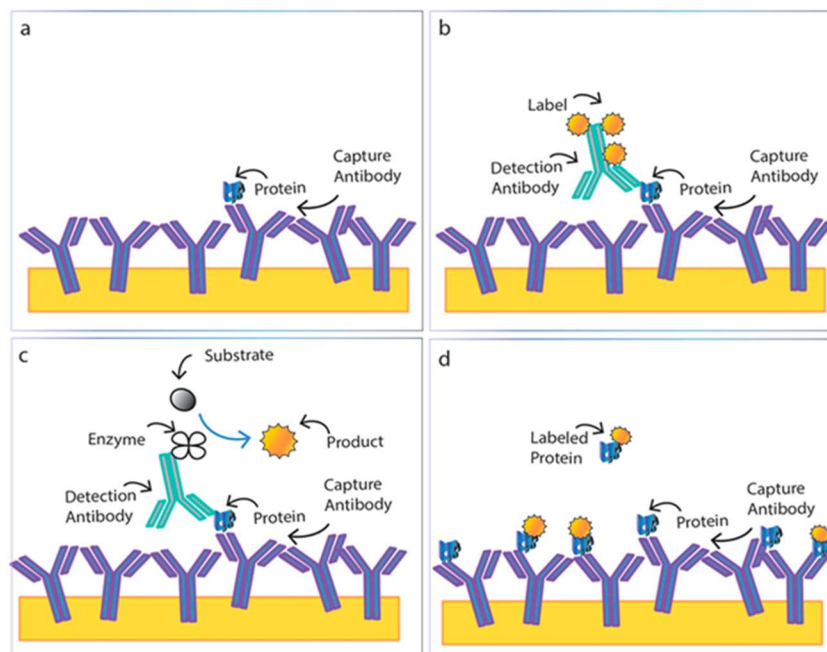 a
Protein
Capture
Antibody
b
Label
Detection
Antibody
Protein
Capture
Antibody
c
Substrate
Enzyme
Product
Detection
Antibody
Protein
Capture
Antibody
d
Labeled
Protein
Protein
Capture
Antibody